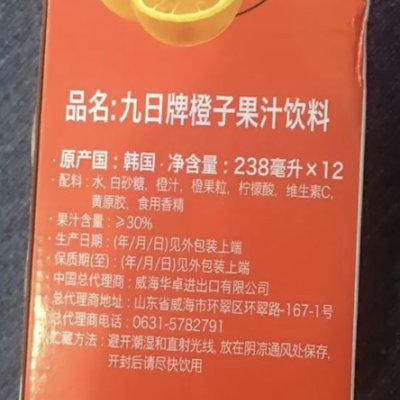 品名:九日牌橙子果汁饮料
·原产国:韩国·净含量:238毫升×12
·配料:水,白砂糖,橙汁,橙果粒,柠檬酸,维生素C,
黄原胶,食用香精
·果汁含量:≥30%
·生产日期:(年/月/日)见外包装上端
·保质期至:(年/月/日)见外包装上端
·中国总代理商:威海华卓进出口有限公司
总代理商地址:山东省威海市环翠区环翠路-167-1号
总代理商电话:0631-5782791
贮藏方法:避开潮湿和直射光线,放在阴凉通风处保存,
开封后请尽快饮用